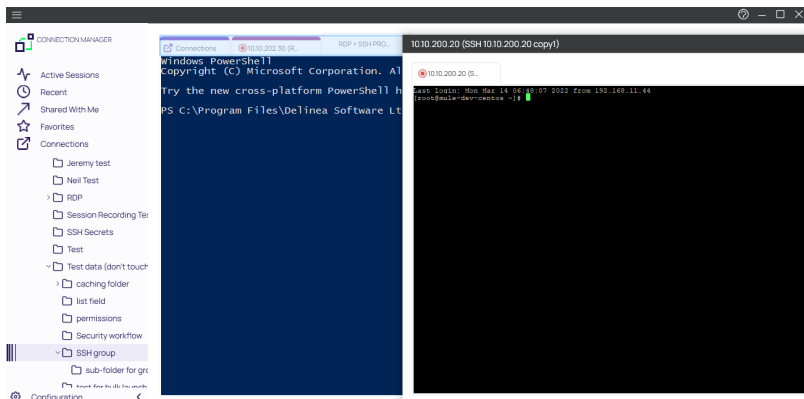 CONNECTION MANAGER
Active Sessions
Recent
Shared With Me
Favorites
Connections
Jeremy test
Neil Test
RDP
Session Recording Tes
SSH Secrets
Test
Test data (don't touch
caching folder
list field
permissions
Security workflow
SSH group
sub-folder for gro
test for bulk launch
Configuration
Connections
10.10.202.30 (R...
RDP + SSH PRO...
Windows PowerShell
Copyright (C) Microsoft Corporation. Al
Try the new cross-platform PowerShell h
PS C:\Program Files\Delinea Software Lt
10.10.200.20 (SSH 10.10.200.20 copy1)
10.10.200.20 (S...
Last login: Mon Mar 14 06:48:07 2022 from 192.168.11.44
[root@mule-dev-centos ~]#